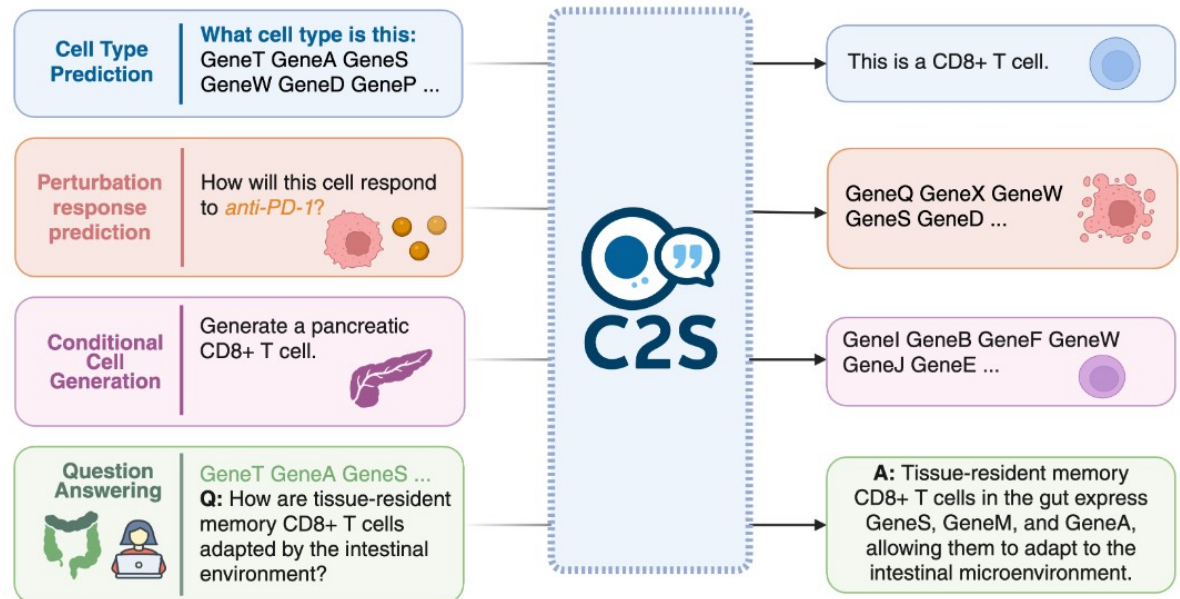 Cell Type
Prediction
What cell type is this:
GeneT GeneA GeneS
GeneW GeneD GeneP ...
This is a CD8+ T cell.
Perturbation
response
prediction
How will this cell respond
to anti-PD-1?
GeneQ GeneX GeneW
GeneS GeneD ...
C2S
Conditional
Cell
Generation
Generate a pancreatic
CD8+ T cell.
GeneI GeneB GeneF GeneW
GeneJ GeneE ...
Question
Answering
GeneT GeneA GeneS ...
Q: How are tissue-resident
memory CD8+ T cells
adapted by the intestinal
environment?
A: Tissue-resident memory
CD8+ T cells in the gut express
GeneS, GeneM, and GeneA,
allowing them to adapt to the
intestinal microenvironment.